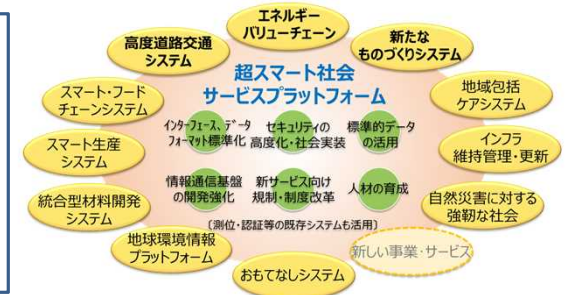 エネルギー
バリューチェーン
高度道路交通
システム
新たな
ものづくりシステム
超スマート社会
サービスプラットフォーム
スマート・フード
チェーンシステム
地域包括
ケアシステム
インターフェース、データ
フォーマット標準化
セキュリティの
高度化・社会実装
標準的データ
の活用
スマート生産
システム
インフラ
維持管理・更新
情報通信基盤
の開発強化
新サービス向け
規制・制度改革
人材の育成
統合型材料開発
システム
自然災害に対する
強靭な社会
〔測位・認証等の既存システムも活用〕
地球環境情報
プラットフォーム
新しい事業・サービス
おもてなしシステム